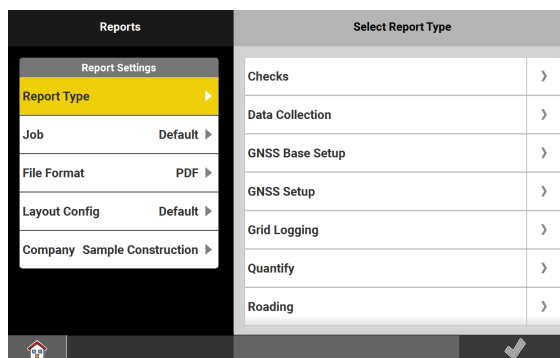 Reports
Select Report Type
Report Settings
Report Type
Job Default
File Format PDF
Layout Config Default
Company Sample Construction
Checks
Data Collection
GNSS Base Setup
GNSS Setup
Grid Logging
Quantify
Roading